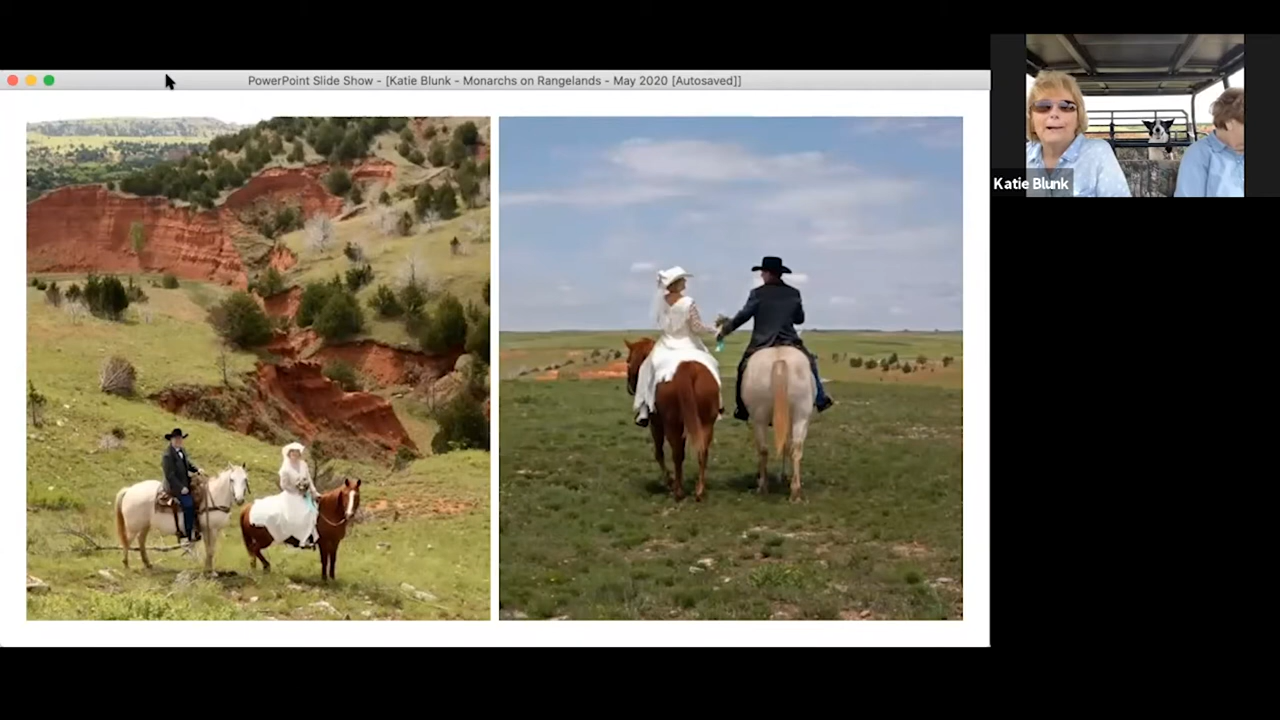 PowerPoint Slide Show - [Katie Blunk - Monarchs on Rangelands - May 2020 [Autosaved]]
Katie Blunk